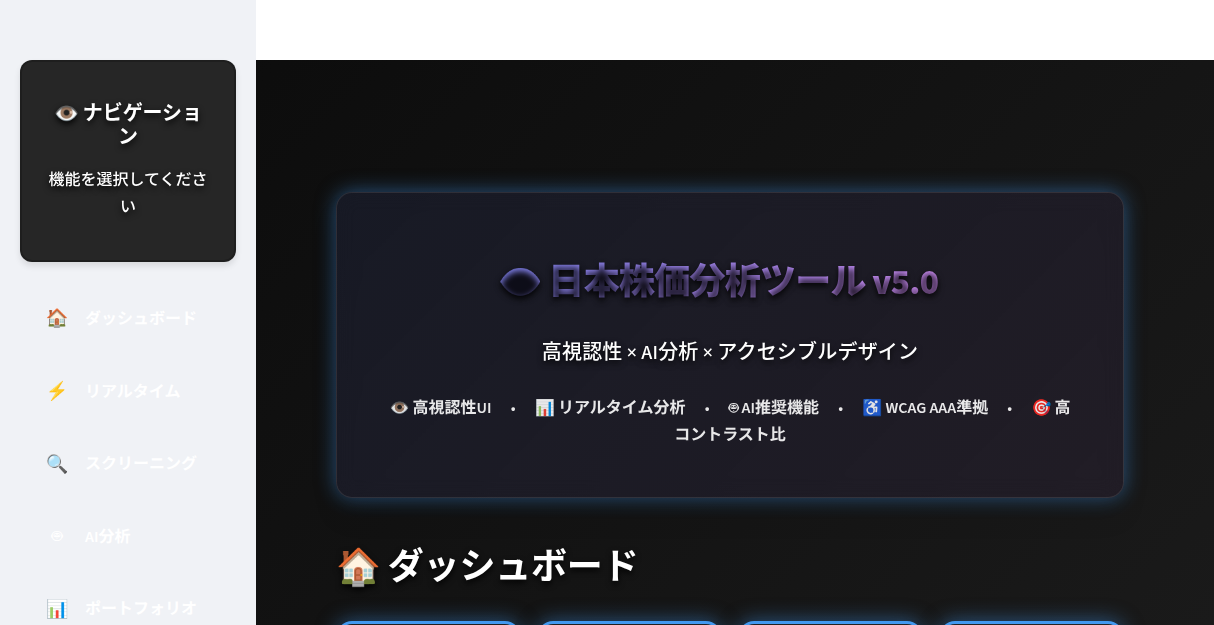 👁️ ナビゲーショ
ン
機能を選択してくださ
い
🏠 ダッシュボード
⚡ リアルタイム
🔍 スクリーニング
AI分析
📊 ポートフォリオ
👁 日本株価分析ツール v5.0
高視認性 × AI分析 × アクセシブルデザイン
👁️ 高視認性UI • 📊 リアルタイム分析 • AI推奨機能 • ♿ WCAG AAA準拠 • 🎯 高
コントラスト比
🏠 ダッシュボード